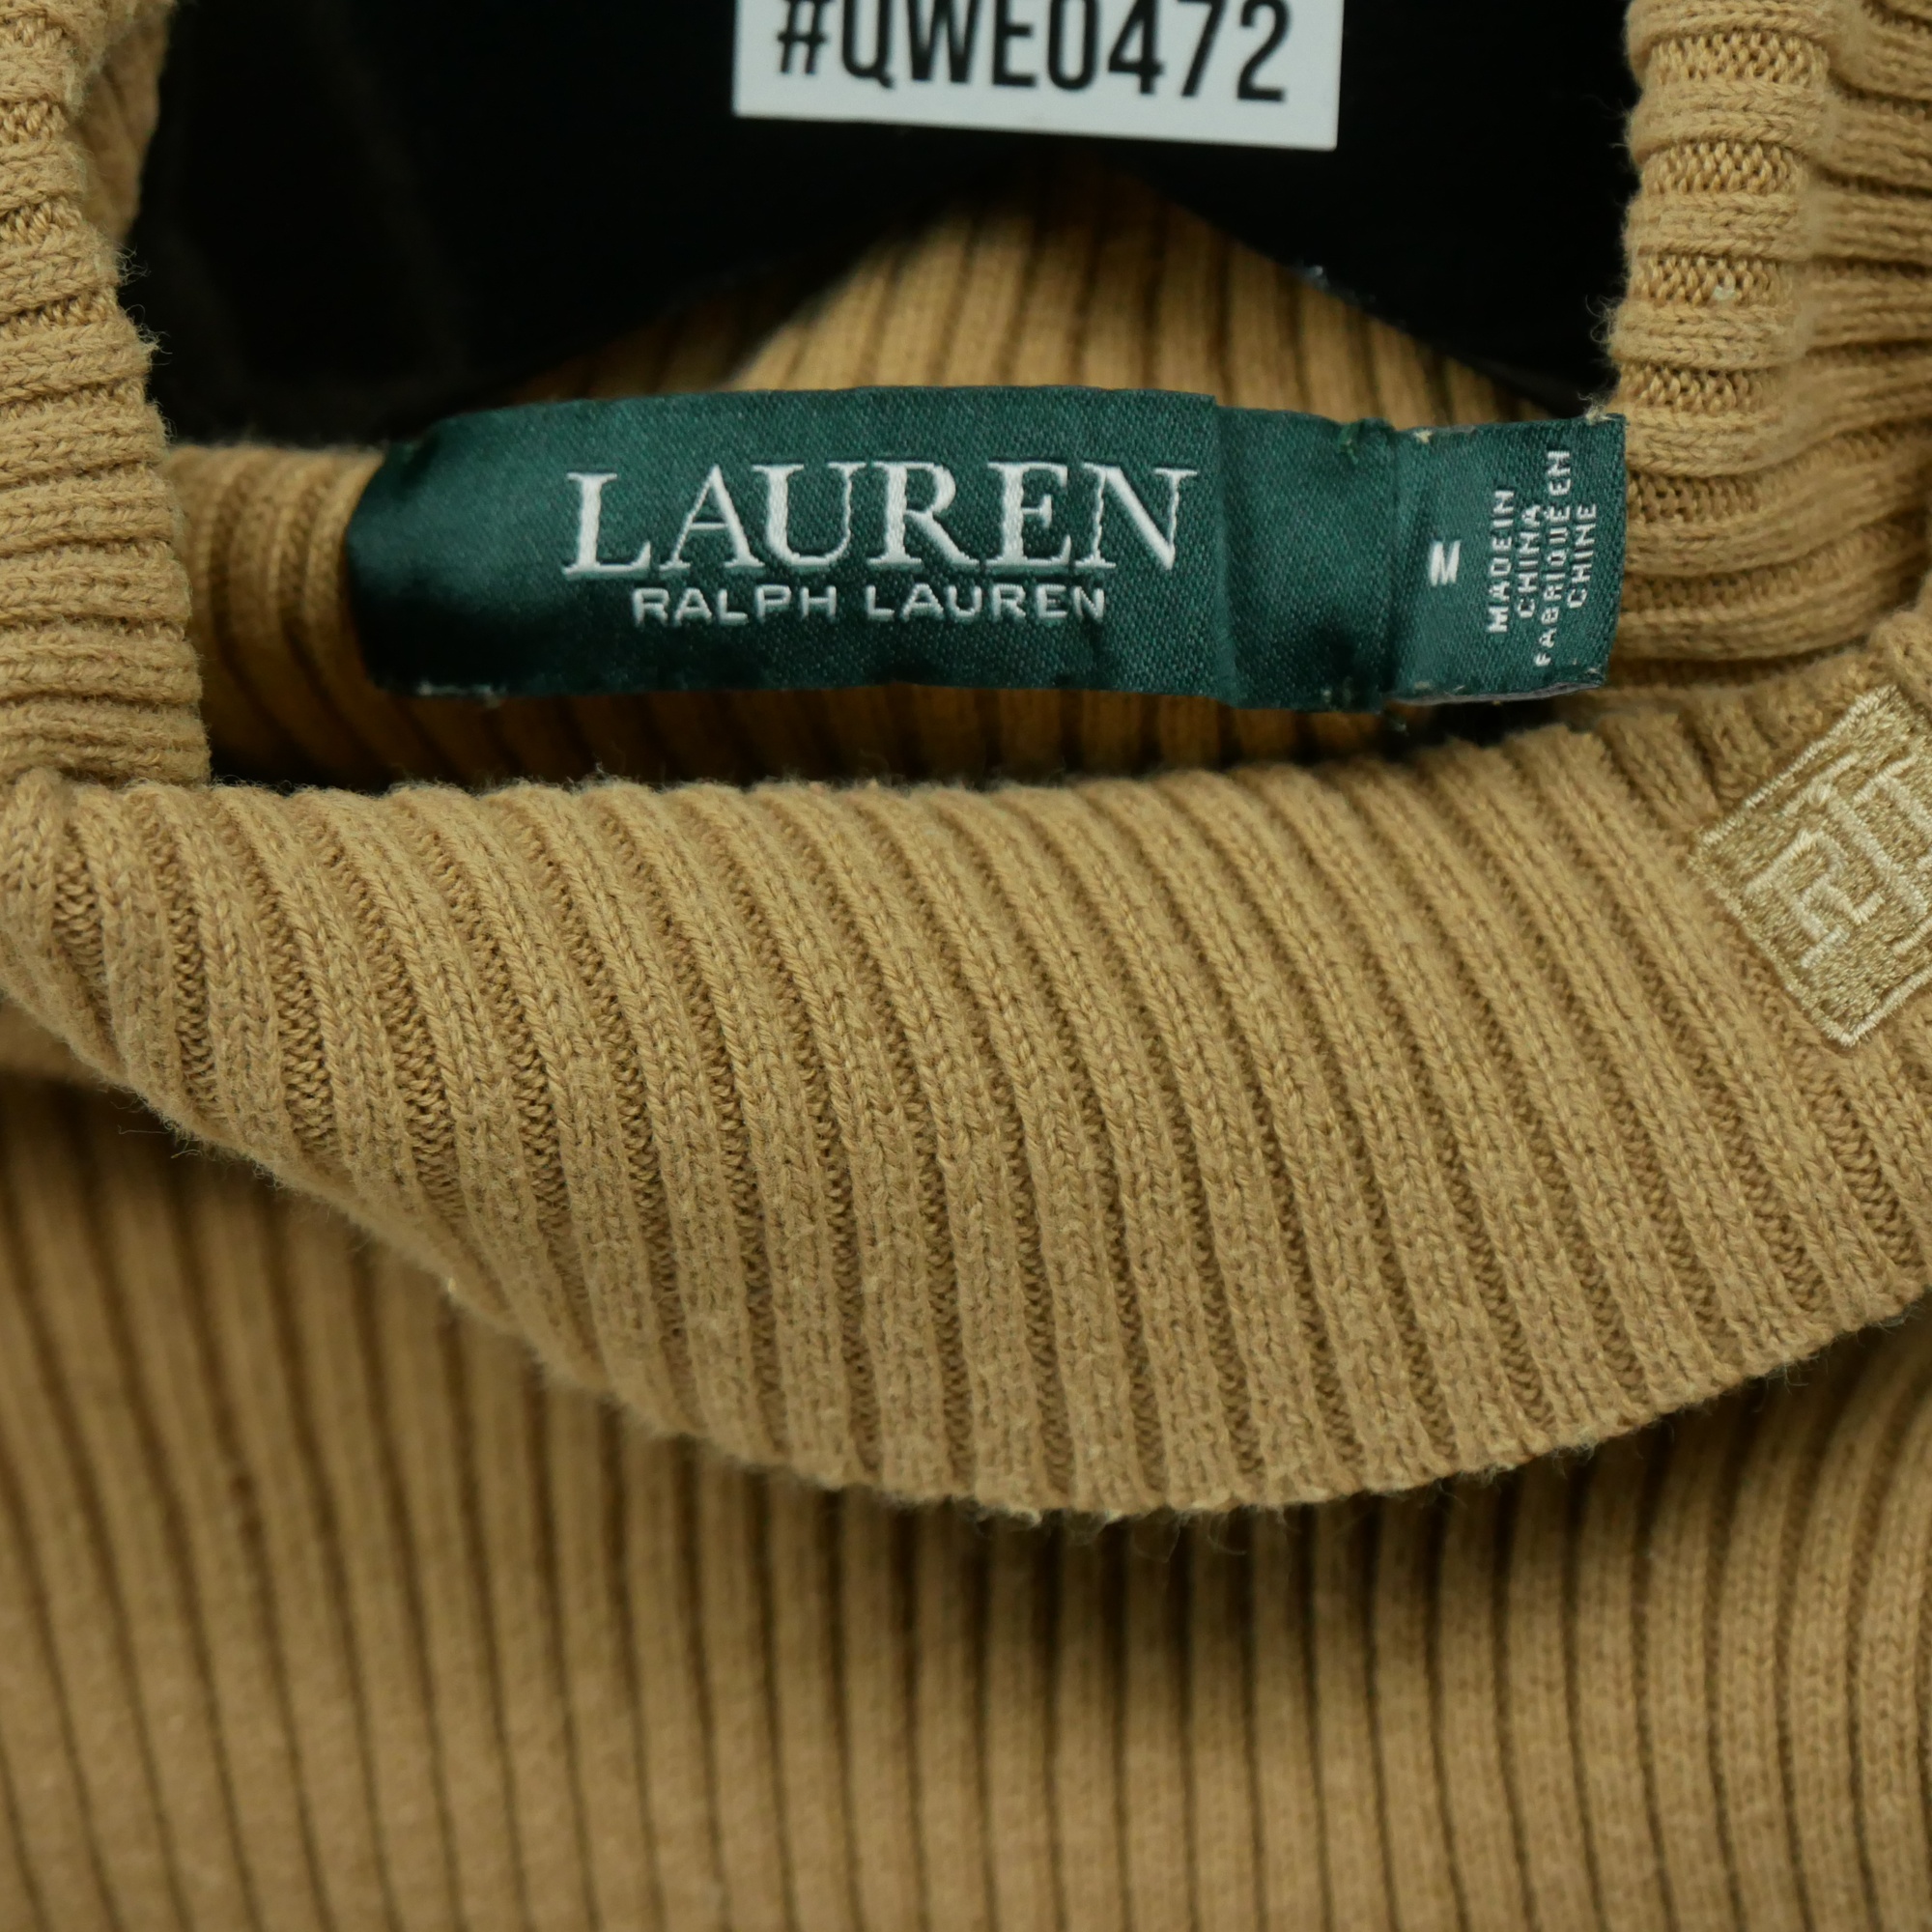 #QWE0472
LAUREN
RALPH LAUREN
M
MADE IN
CHINA
FABRIQUÉ EN
CHINE